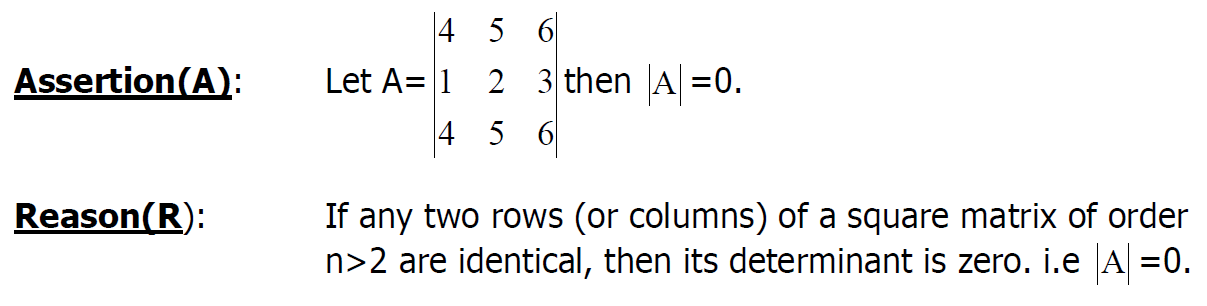 |4 5 6|
Assertion(A): Let A= |1 2 3| then |A| =0.
|4 5 6|
Reason(R): If any two rows (or columns) of a square matrix of order
n>2 are identical, then its determinant is zero. i.e |A| =0.